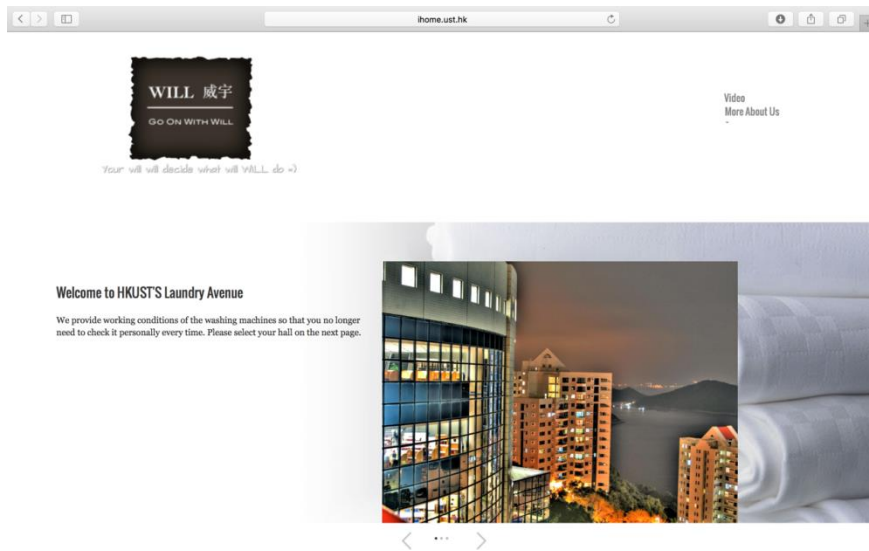 ihome.ust.hk
WILL 威宇
GO ON WITH WILL
Your will will decide what will WILL do =)
Video
More About Us
Welcome to HKUST'S Laundry Avenue
We provide working conditions of the washing machines so that you no longer
need to check it personally every time. Please select your hall on the next page.